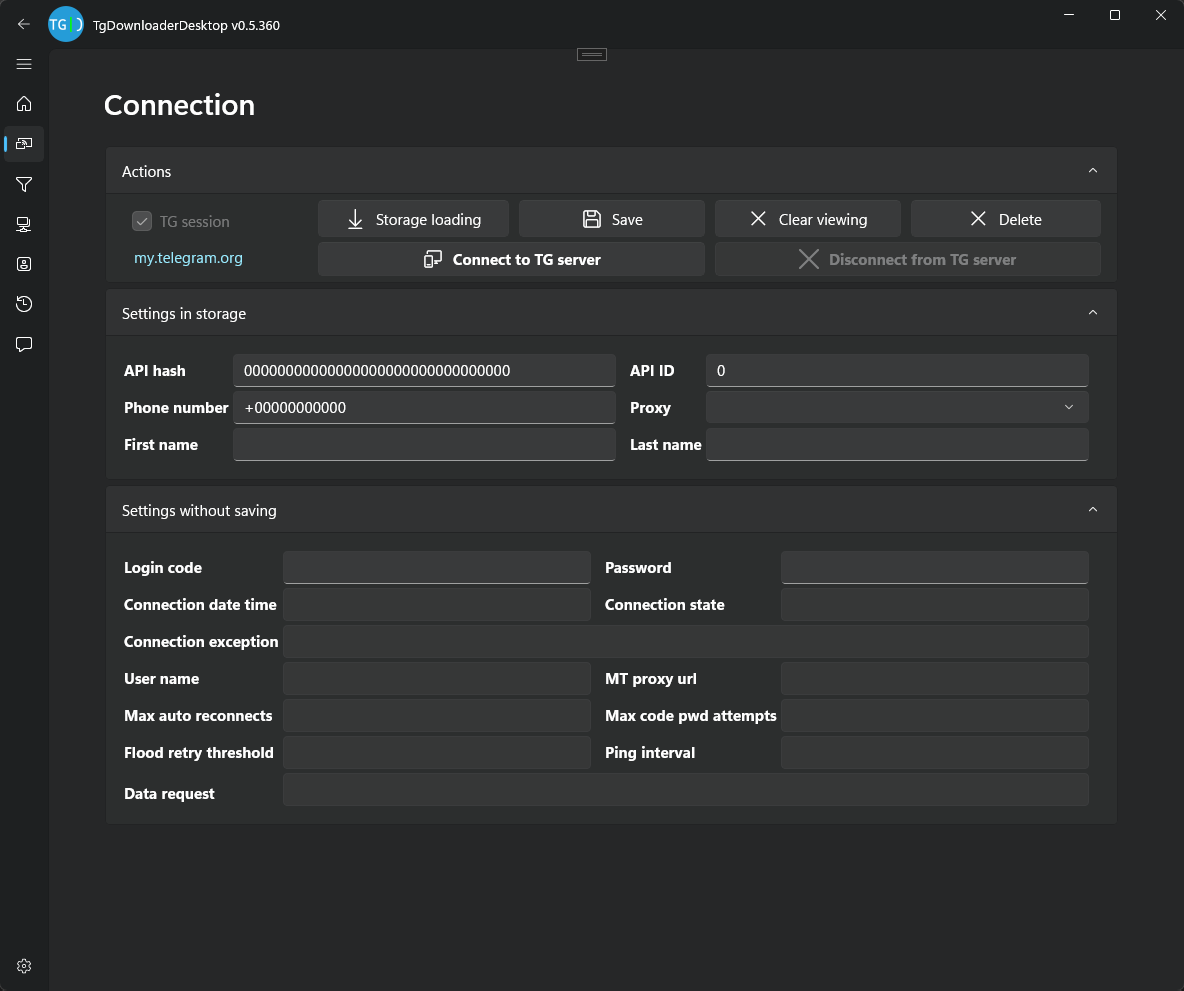 TG
TgDownloaderDesktop v0.5.360
Connection
Actions
TG session
Storage loading
Save
Clear viewing
Delete
my.telegram.org
Connect to TG server
Disconnect from TG server
Settings in storage
API hash 00000000000000000000000000000000 API ID 0
Phone number +00000000000 Proxy
First name Last name
Settings without saving
Login code Password
Connection date time Connection state
Connection exception
User name MT proxy url
Max auto reconnects Max code pwd attempts
Flood retry threshold Ping interval
Data request